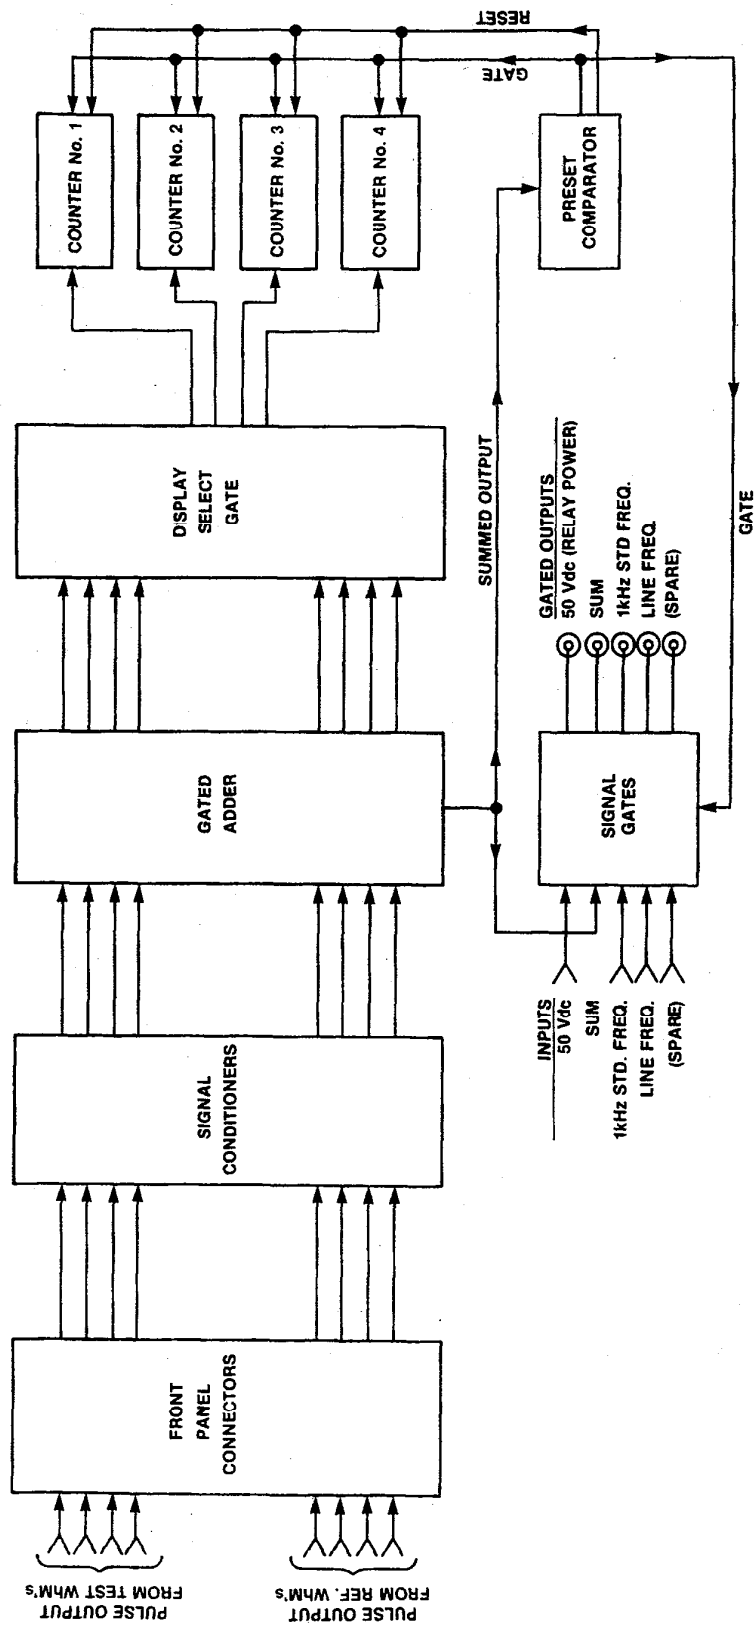 PULSE OUTPUT
FROM TEST WhM's
PULSE OUTPUT
FROM REF. WhM's
FRONT
PANEL
CONNECTORS
SIGNAL
CONDITIONERS
GATED
ADDER
DISPLAY
SELECT
GATE
COUNTER No. 1
COUNTER No. 2
COUNTER No. 3
COUNTER No. 4
RESET
GATE
SUMMED OUTPUT
PRESET
COMPARATOR
INPUTS
50 Vdc
SUM
1kHz STD. FREQ.
LINE FREQ.
(SPARE)
SIGNAL
GATES
GATED OUTPUTS
50 Vdc (RELAY POWER)
SUM
1kHz STD FREQ.
LINE FREQ.
(SPARE)
GATE